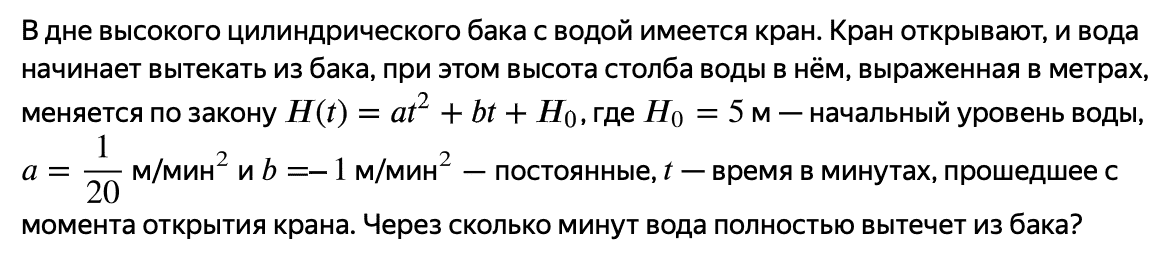 В дне высокого цилиндрического бака с водой имеется кран. Кран открывают, и вода
начинает вытекать из бака, при этом высота столба воды в нём, выраженная в метрах,
меняется по закону H(t) = at² + bt + H₀, где H₀ = 5 м — начальный уровень воды,
a = 1/20 м/мин² и b =– 1 м/мин² — постоянные, t — время в минутах, прошедшее с
момента открытия крана. Через сколько минут вода полностью вытечет из бака?